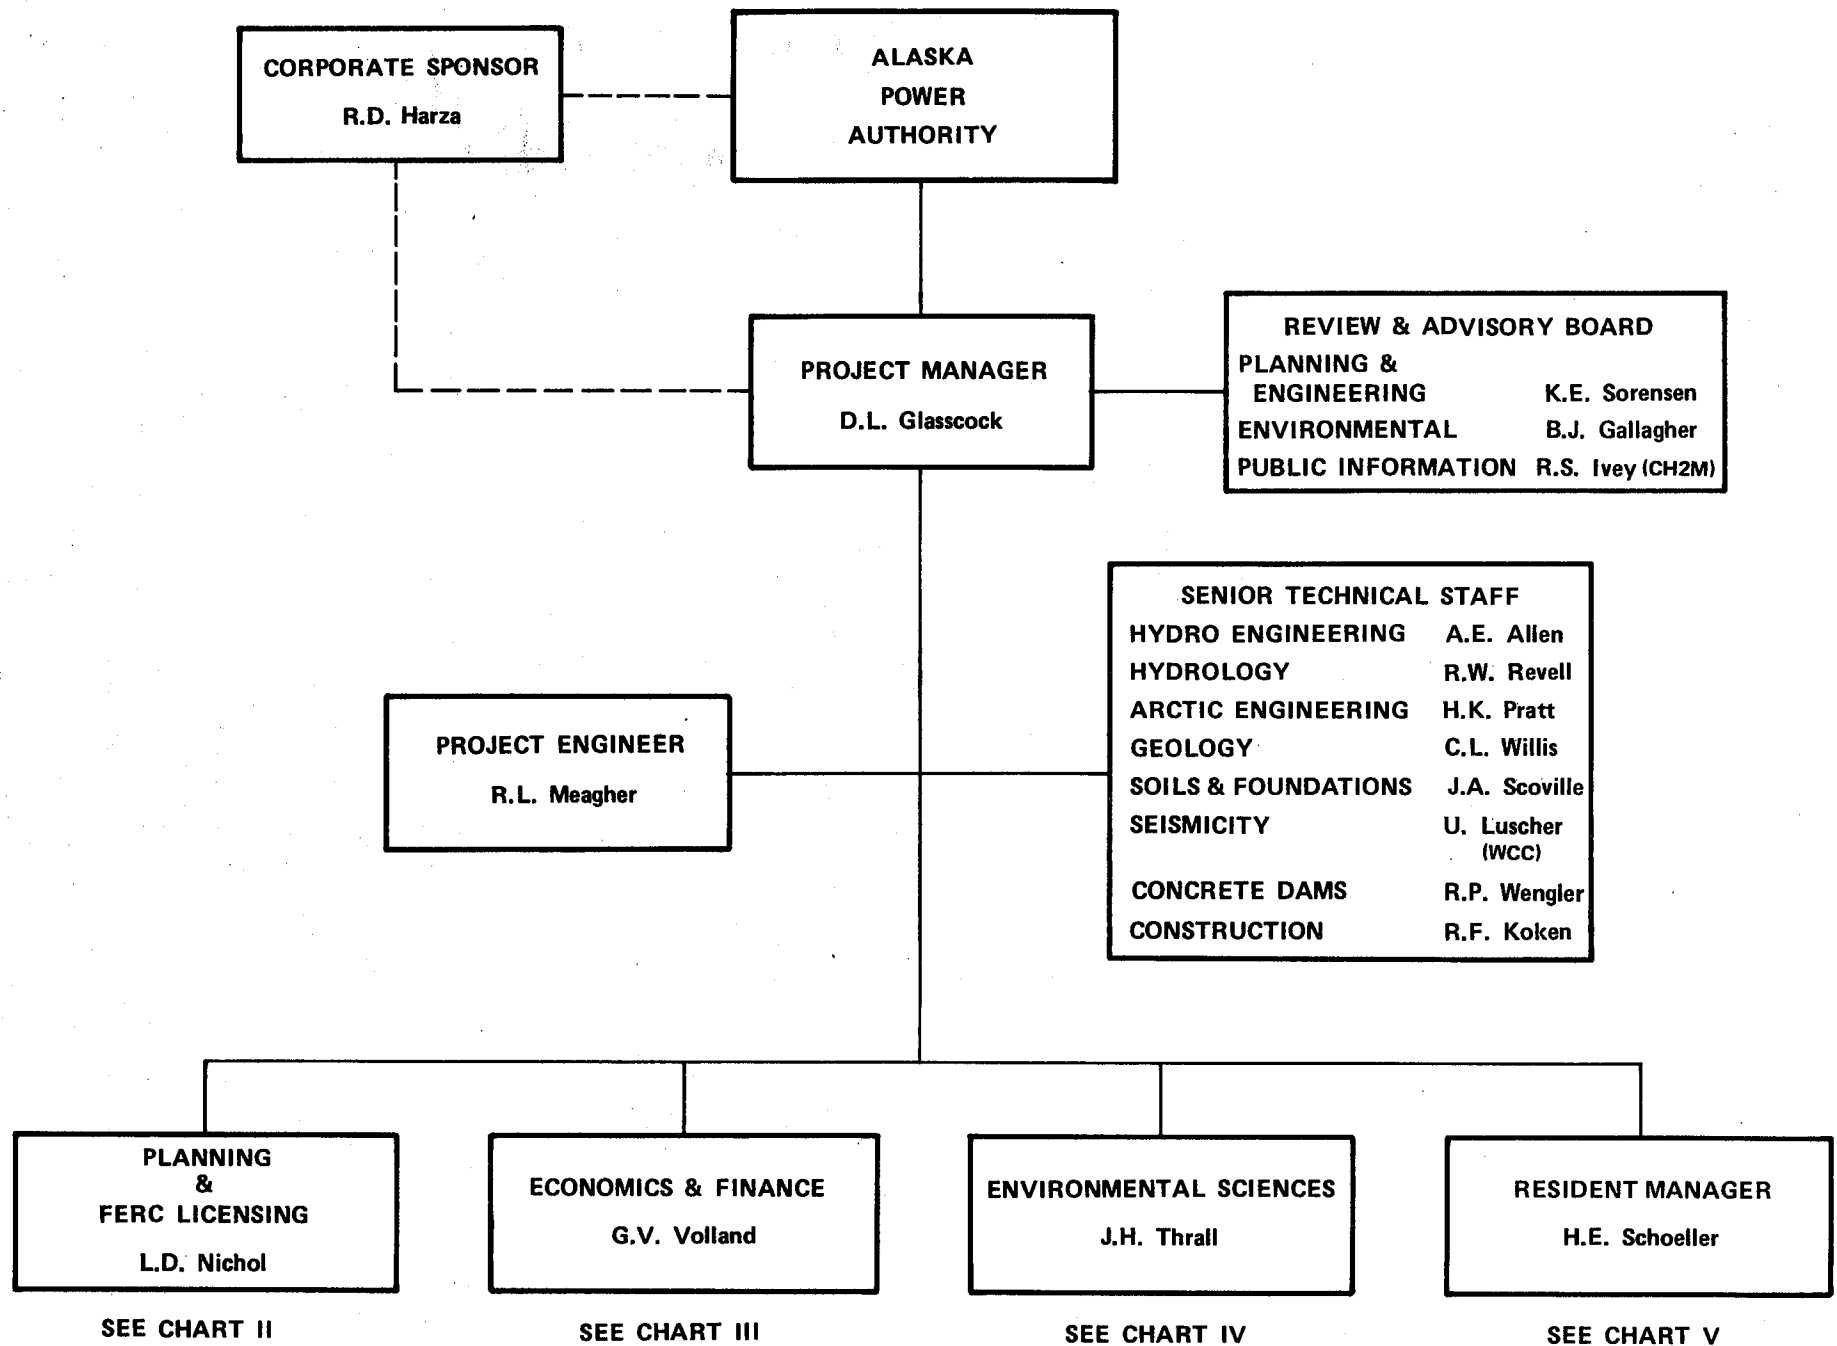 CORPORATE SPONSOR
R.D. Harza
ALASKA
POWER
AUTHORITY
PROJECT MANAGER
D.L. Glasscock
REVIEW & ADVISORY BOARD
PLANNING &
ENGINEERING K.E. Sorensen
ENVIRONMENTAL B.J. Gallagher
PUBLIC INFORMATION R.S. Ivey (CH2M)
SENIOR TECHNICAL STAFF
HYDRO ENGINEERING A.E. Allen
HYDROLOGY R.W. Revell
ARCTIC ENGINEERING H.K. Pratt
GEOLOGY C.L. Willis
SOILS & FOUNDATIONS J.A. Scoville
SEISMICITY U. Luscher
(WCC)
CONCRETE DAMS R.P. Wengler
CONSTRUCTION R.F. Koken
PROJECT ENGINEER
R.L. Meagher
PLANNING
&
FERC LICENSING
L.D. Nichol
SEE CHART II
ECONOMICS & FINANCE
G.V. Volland
SEE CHART III
ENVIRONMENTAL SCIENCES
J.H. Thrall
SEE CHART IV
RESIDENT MANAGER
H.E. Schoeller
SEE CHART V